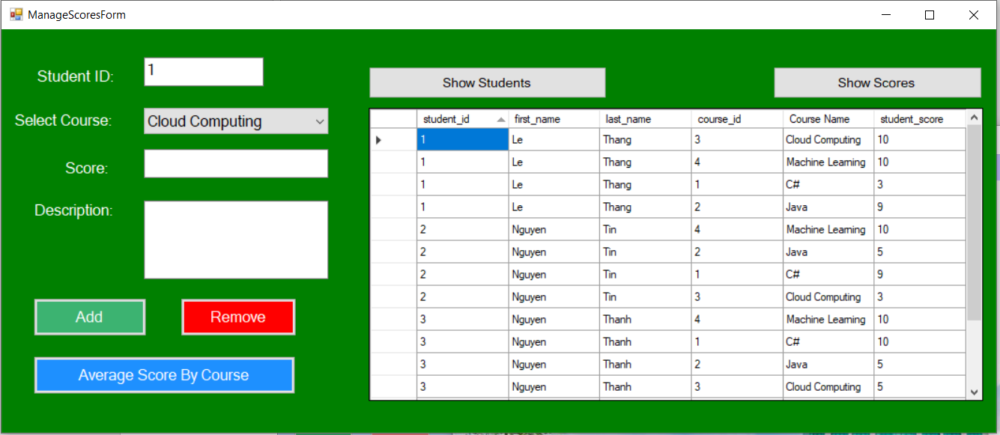 ManageScoresForm
Student ID: 1
Select Course: Cloud Computing
Score:
Description:
Add Remove
Average Score By Course
Show Students Show Scores
student_id first_name last_name course_id Course Name student_score
1 Le Thang 3 Cloud Computing 10
1 Le Thang 4 Machine Learning 10
1 Le Thang 1 C# 3
1 Le Thang 2 Java 9
2 Nguyen Tin 4 Machine Learning 10
2 Nguyen Tin 2 Java 5
2 Nguyen Tin 1 C# 9
2 Nguyen Tin 3 Cloud Computing 3
3 Nguyen Thanh 4 Machine Learning 10
3 Nguyen Thanh 1 C# 10
3 Nguyen Thanh 2 Java 5
3 Nguyen Thanh 3 Cloud Computing 5